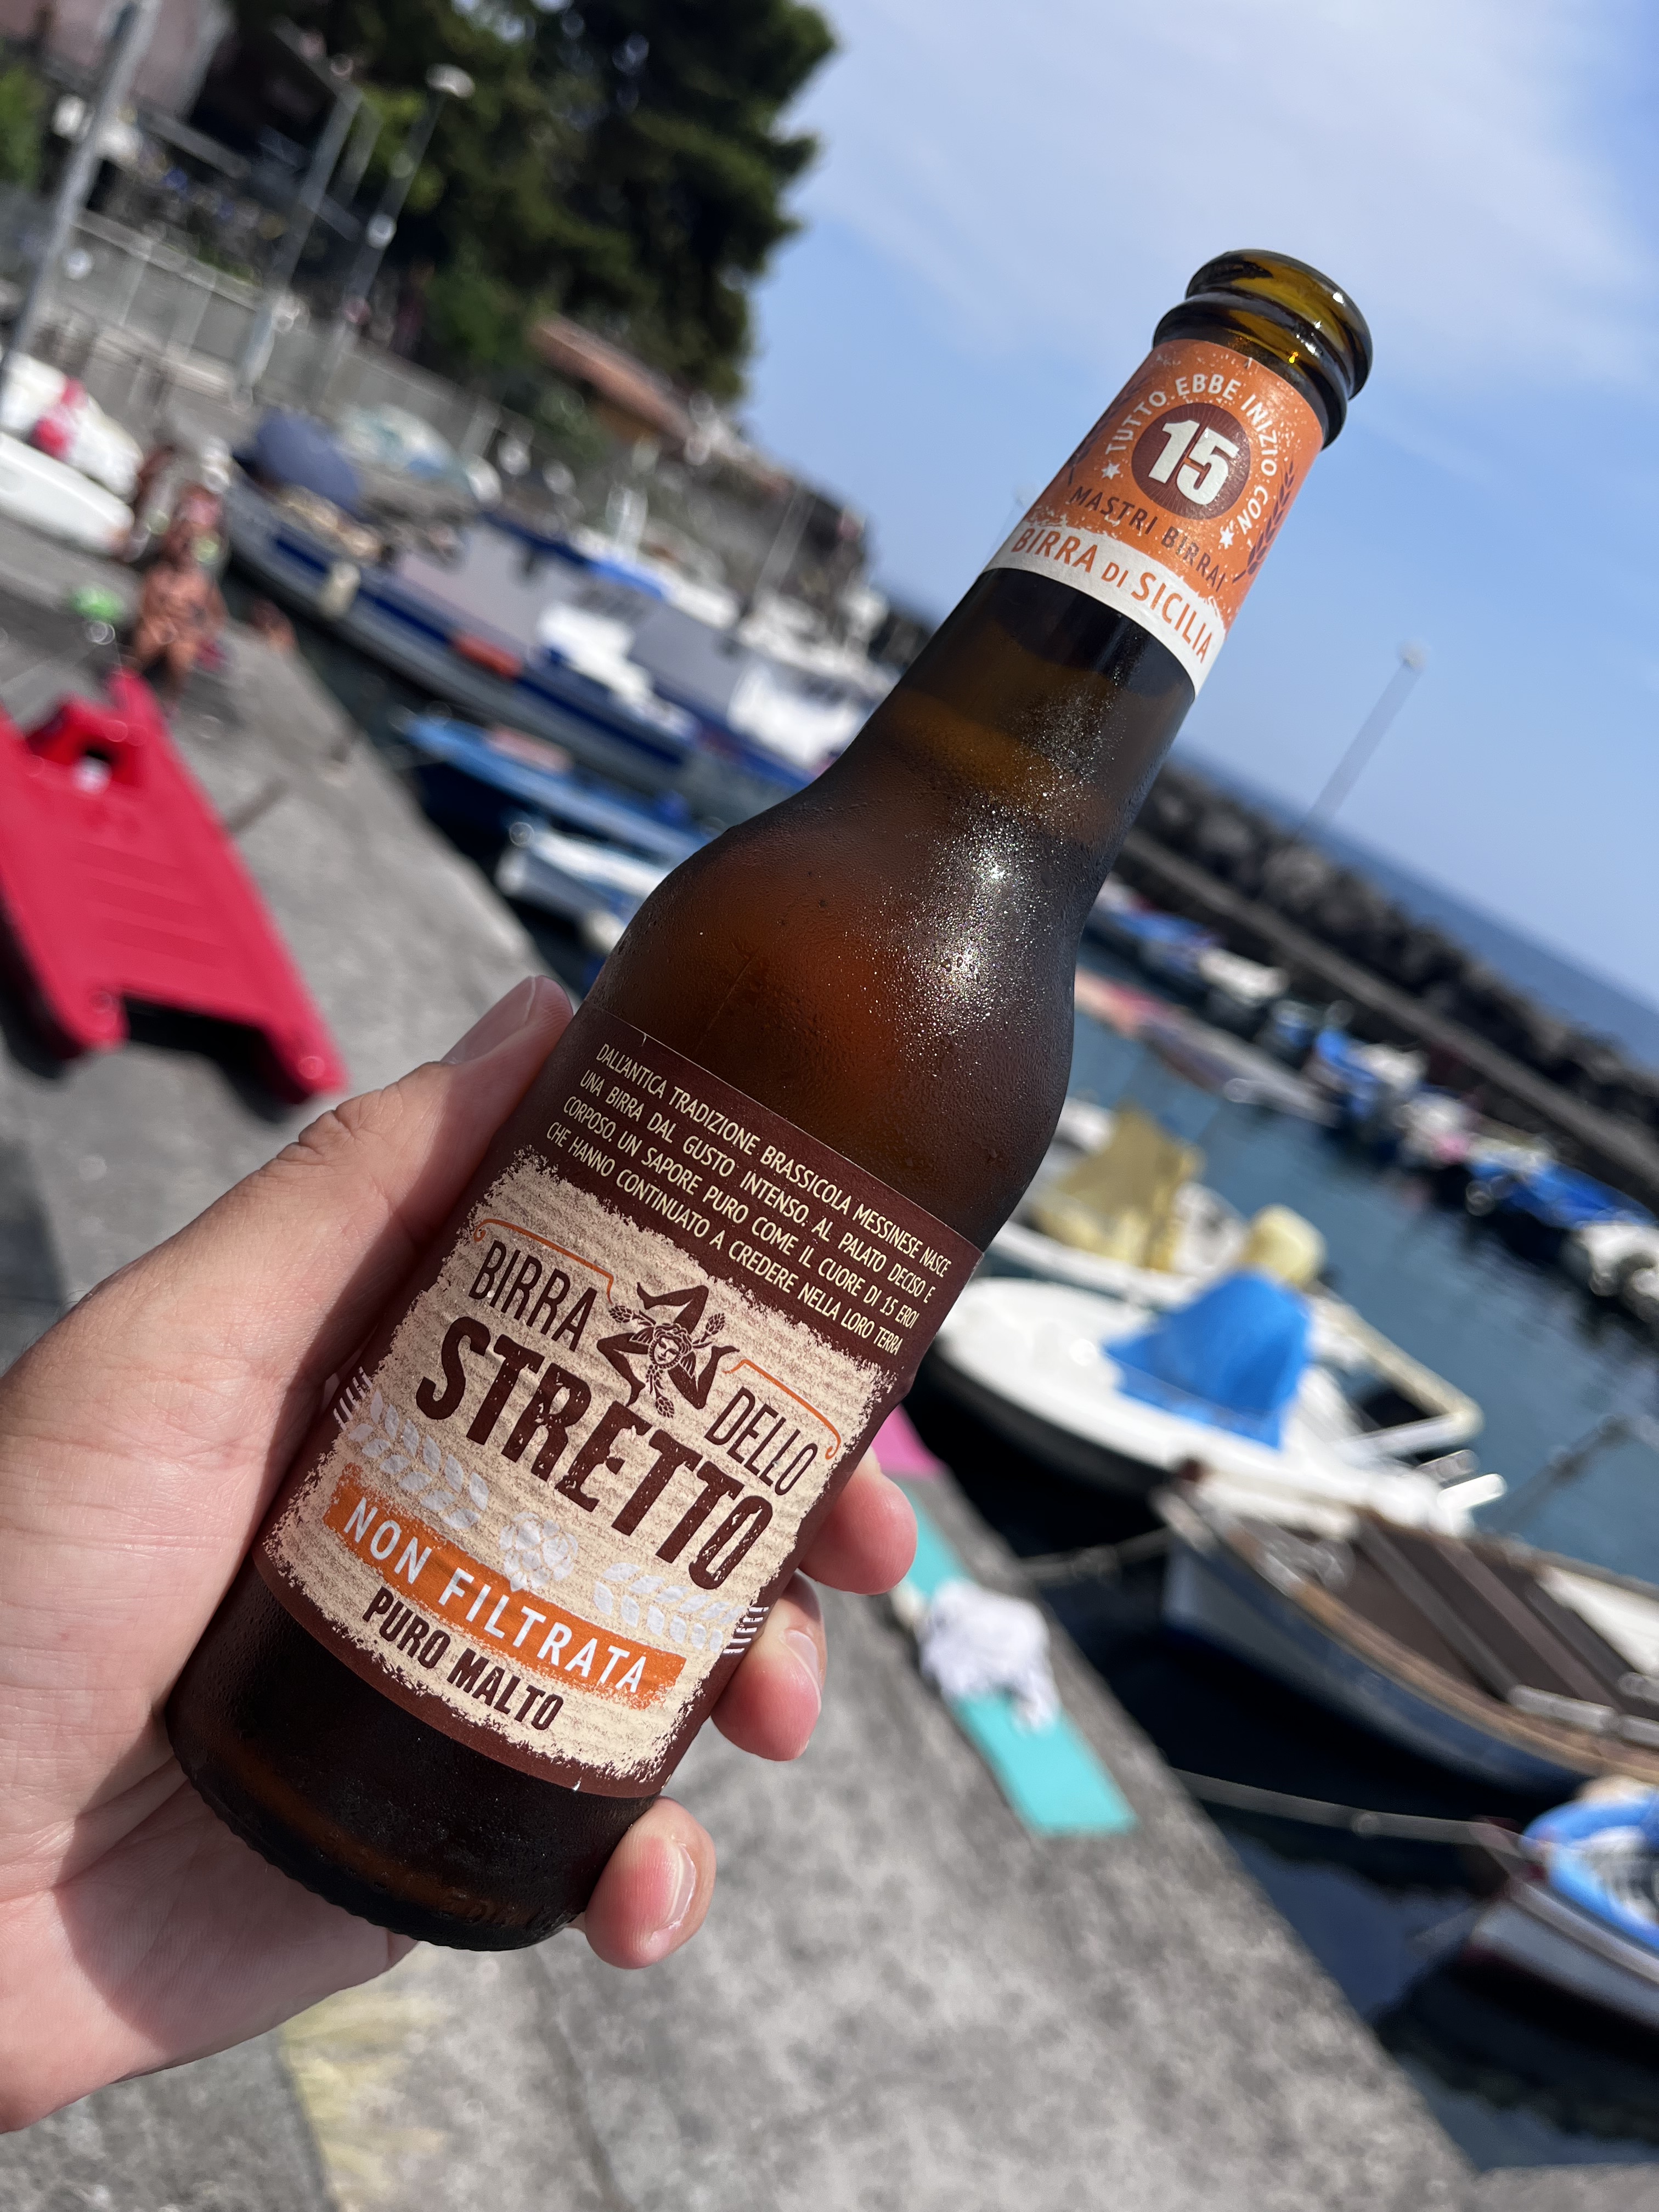 TUTTO EBBE INIZIO CON
15
MASTRI BIRRAI
BIRRA DI SICILIA
DALL'ANTICA TRADIZIONE BRASSICOLA MESSINESE NASCE
UNA BIRRA DAL GUSTO INTENSO. AL PALATO DECISO E
CORPOSO, UN SAPORE PURO COME IL CUORE DI 15 EROI
CHE HANNO CONTINUATO A CREDERE NELLA LORO TERRA
BIRRA DELLO
STRETTO
NON FILTRATA
PURO MALTO